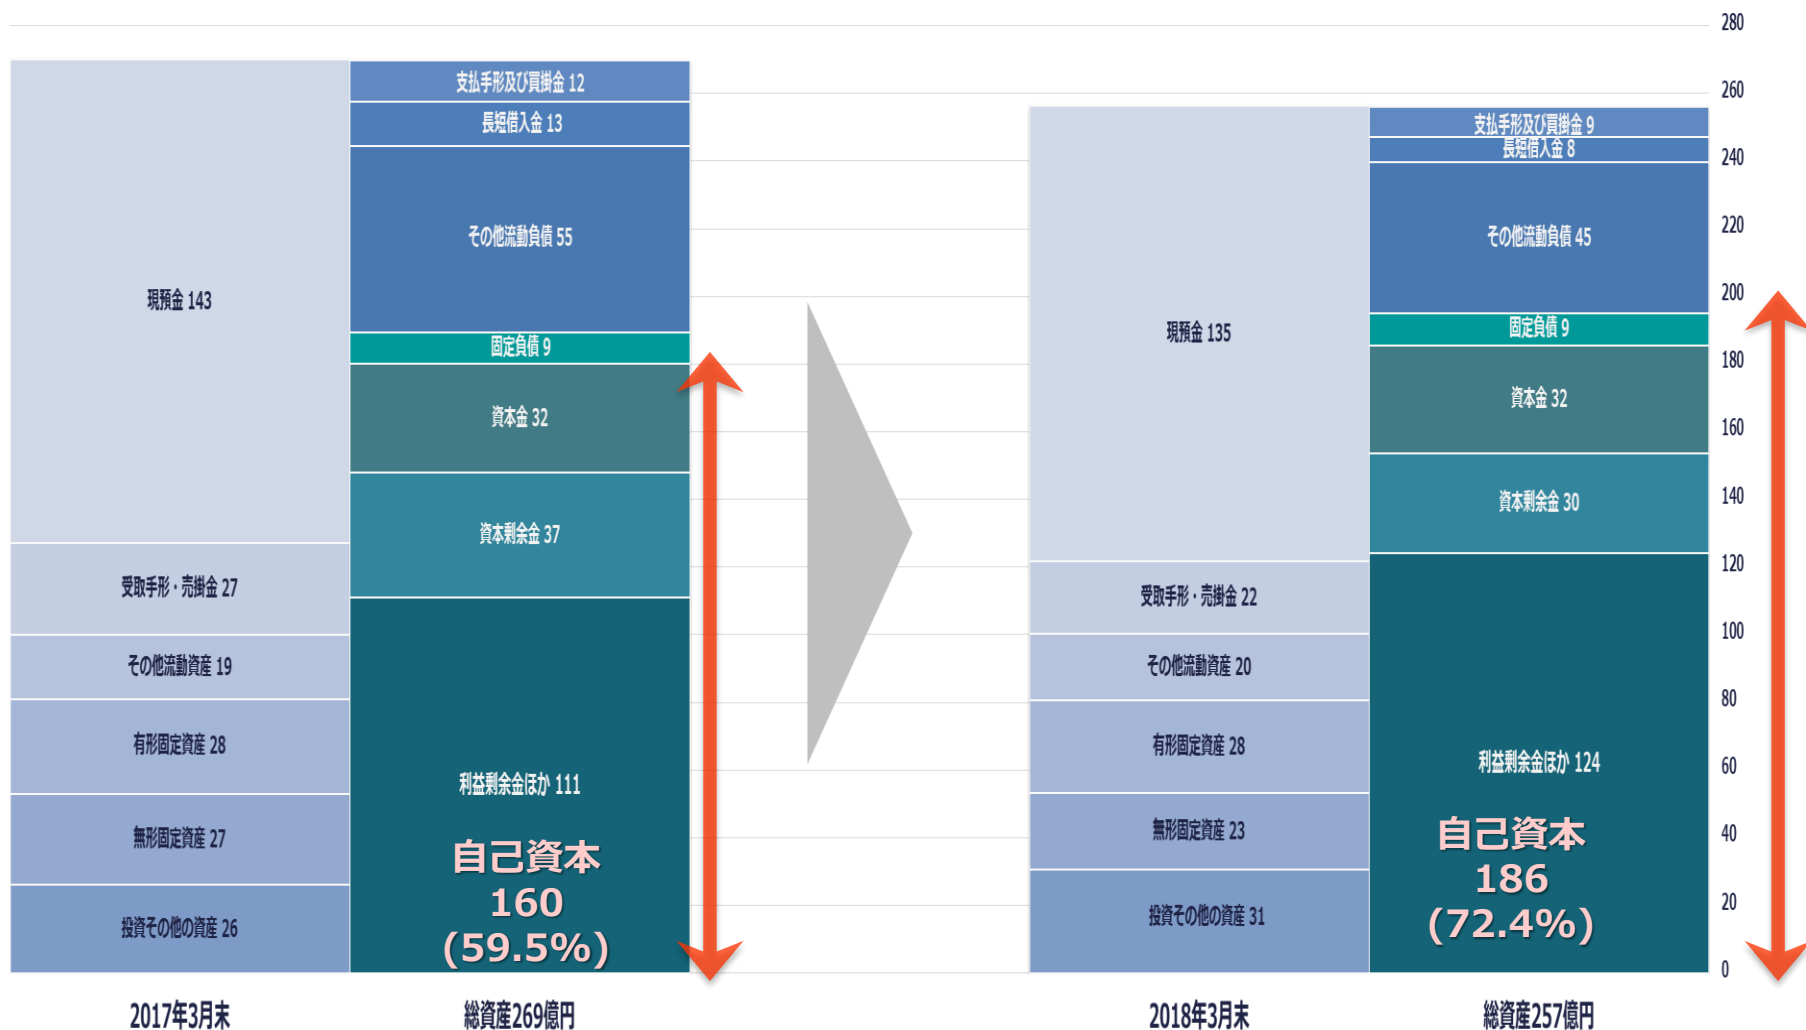 現預金 143
受取手形・売掛金 27
その他流動資産 19
有形固定資産 28
無形固定資産 27
投資その他の資産 26
支払手形及び買掛金 12
長短借入金 13
その他流動負債 55
固定負債 9
資本金 32
資本剰余金 37
利益剰余金ほか 111
自己資本
160
(59.5%)
2017年3月末
総資産269億円
現預金 135
受取手形・売掛金 22
その他流動資産 20
有形固定資産 28
無形固定資産 23
投資その他の資産 31
支払手形及び買掛金 9
長短借入金 8
その他流動負債 45
固定負債 9
資本金 32
資本剰余金 30
利益剰余金ほか 124
自己資本
186
(72.4%)
2018年3月末
総資産257億円
280
260
240
220
200
180
160
140
120
100
80
60
40
20
0